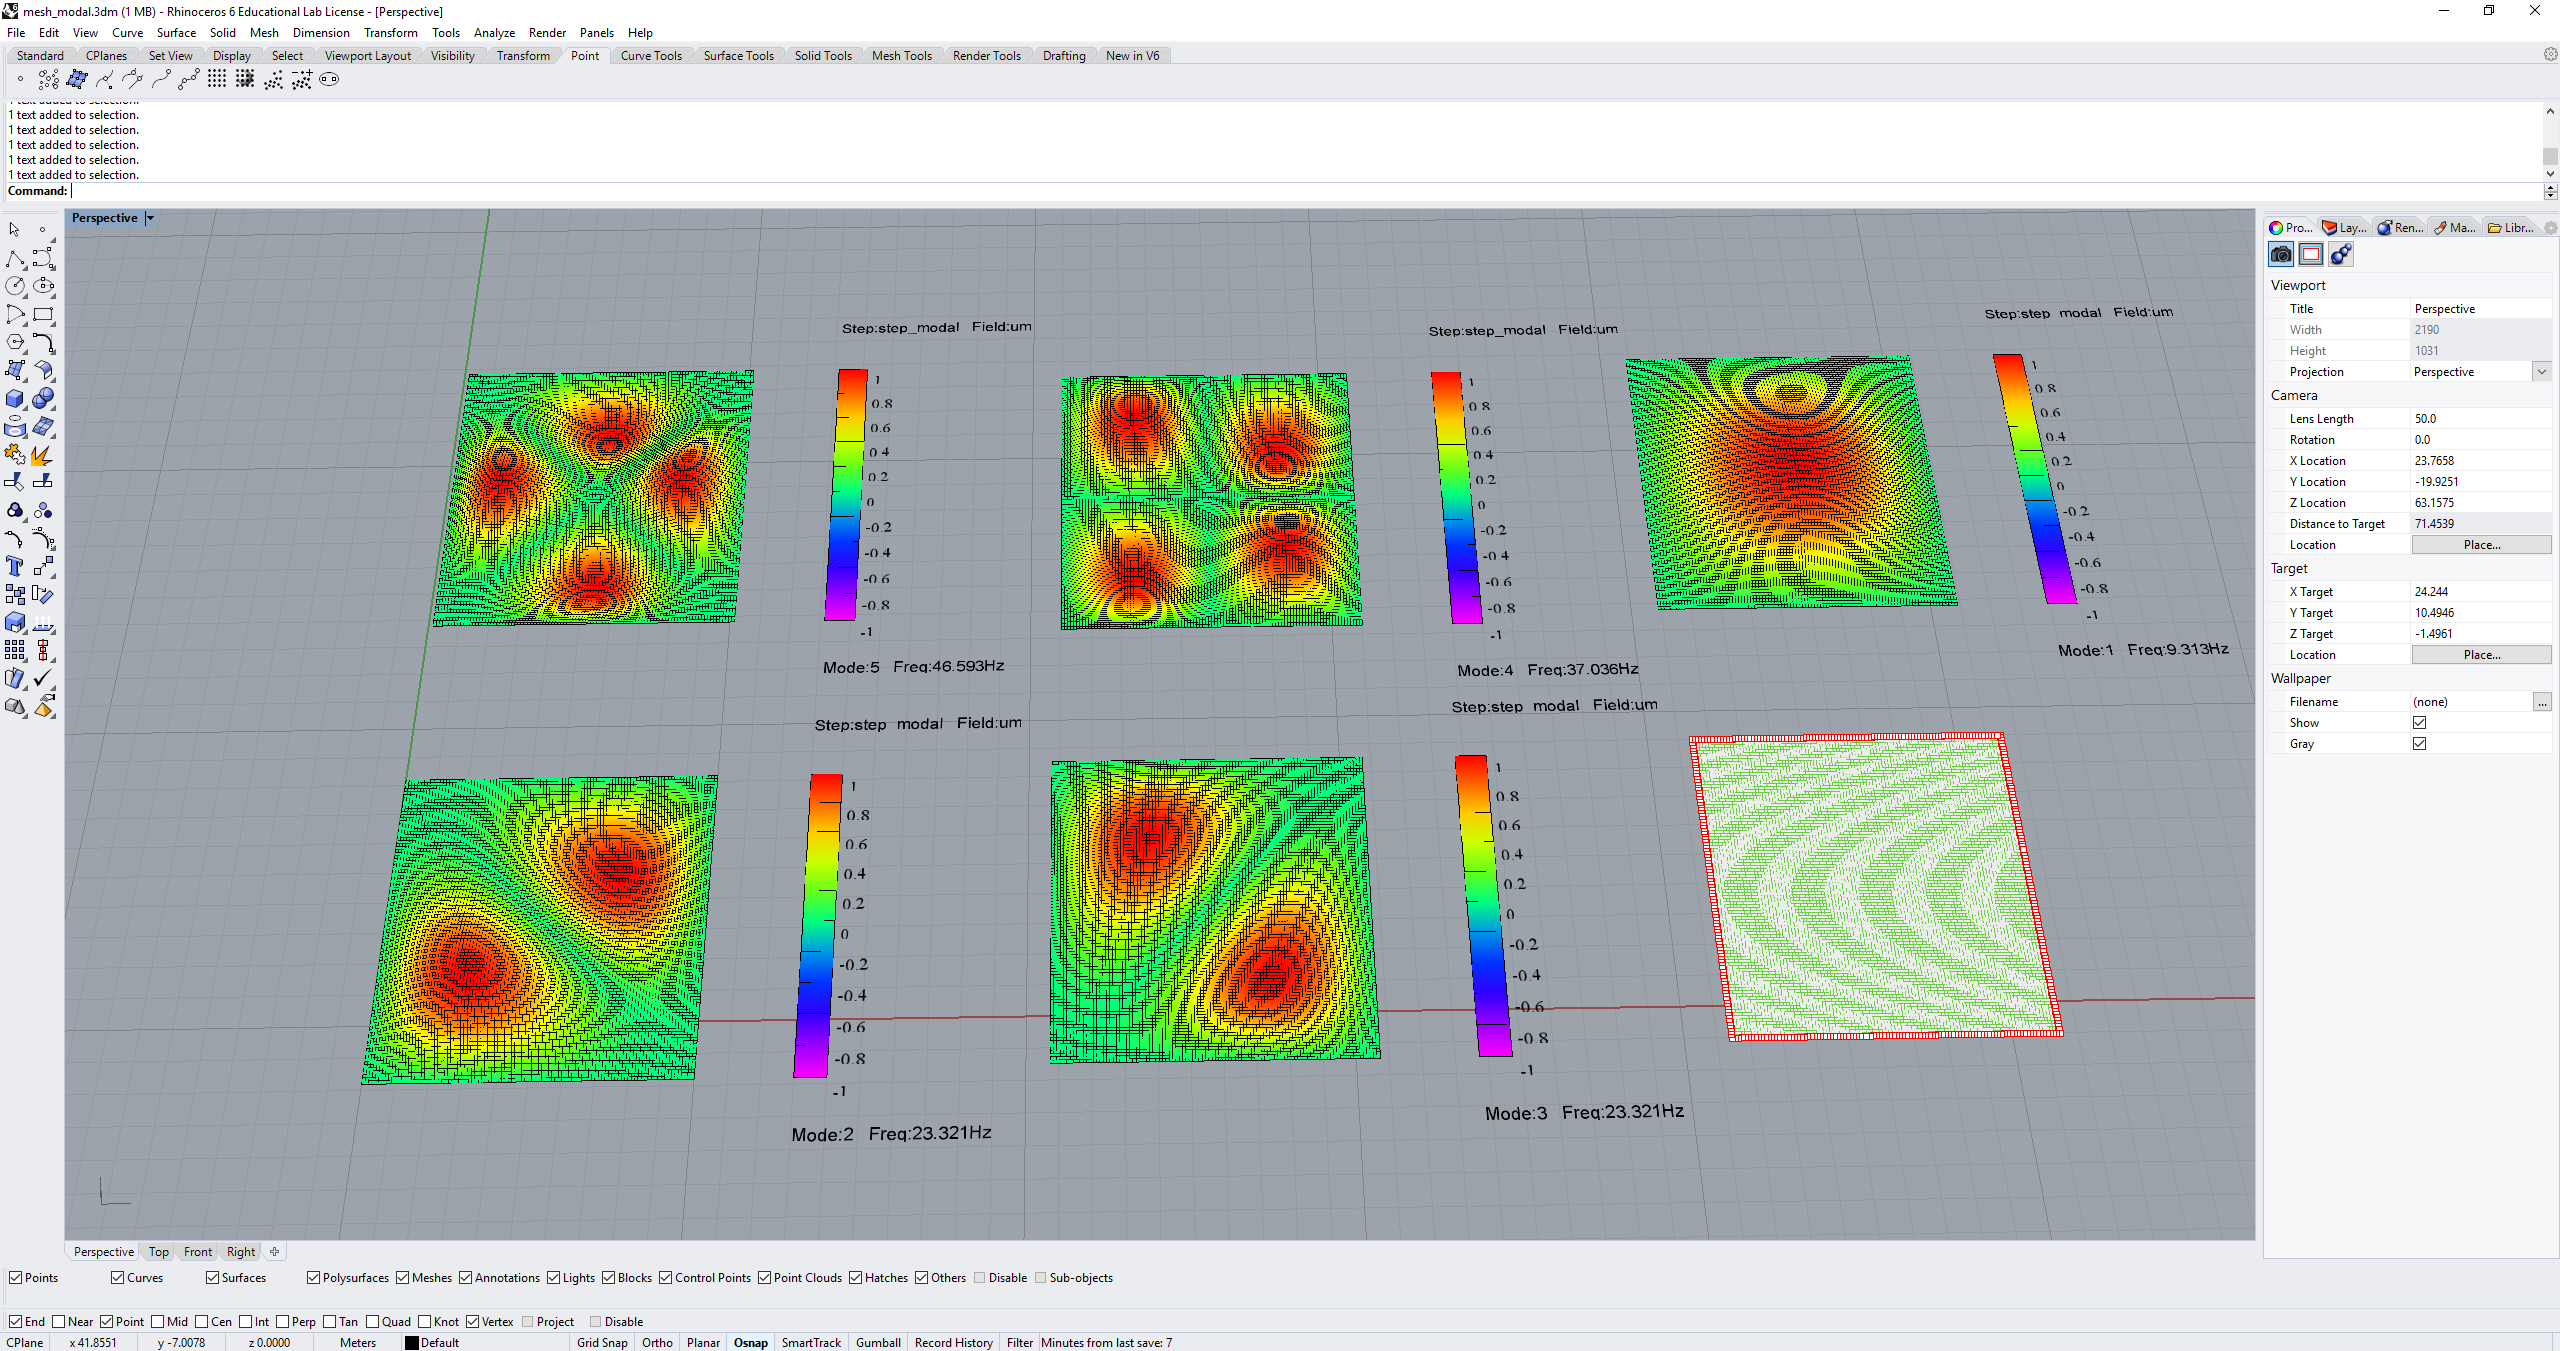 mesh_modal.3dm (1 MB) - Rhinoceros 6 Educational Lab License - [Perspective]
File Edit View Curve Surface Solid Mesh Dimension Transform Tools Analyze Render Panels Help
Standard CPlanes Set View Display Select Viewport Layout Visibility Transform Point Curve Tools Surface Tools Solid Tools Mesh Tools Render Tools Drafting New in V6
1 text added to selection.
1 text added to selection.
1 text added to selection.
1 text added to selection.
1 text added to selection.
1 text added to selection.
Command:
Perspective
Step:step_modal Field:um
1
0.8
0.6
0.4
0.2
0
-0.2
-0.4
-0.6
-0.8
-1
Mode:5 Freq:46.593Hz
Step:step_modal Field:um
1
0.8
0.6
0.4
0.2
0
-0.2
-0.4
-0.6
-0.8
-1
Mode:4 Freq:37.036Hz
Step:step modal Field:um
1
0.8
0.6
0.4
0.2
0
-0.2
-0.4
-0.6
-0.8
-1
Mode:1 Freq:9.313Hz
Step:step modal Field:um
1
0.8
0.6
0.4
0.2
0
-0.2
-0.4
-0.6
-0.8
-1
Mode:2 Freq:23.321Hz
Step:step modal Field:um
1
0.8
0.6
0.4
0.2
0
-0.2
-0.4
-0.6
-0.8
-1
Mode:3 Freq:23.321Hz
Pro... Lay... Ren... Ma... Libr...
Viewport
Title Perspective
Width 2190
Height 1031
Projection Perspective
Camera
Lens Length 50.0
Rotation 0.0
X Location 23.7658
Y Location -19.9251
Z Location 63.1575
Distance to Target 71.4539
Location Place...
Target
X Target 24.244
Y Target 10.4946
Z Target -1.4961
Location Place...
Wallpaper
Filename (none) ...
Show
Gray
Perspective Top Front Right
Points Curves Surfaces Polysurfaces Meshes Annotations Lights Blocks Control Points Point Clouds Hatches Others Disable Sub-objects
End Near Point Mid Cen Int Perp Tan Quad Knot Vertex Project Disable
CPlane x 41.8551 y -7.0078 z 0.0000 Meters Default Grid Snap Ortho Planar Osnap SmartTrack Gumball Record History Filter Minutes from last save: 7